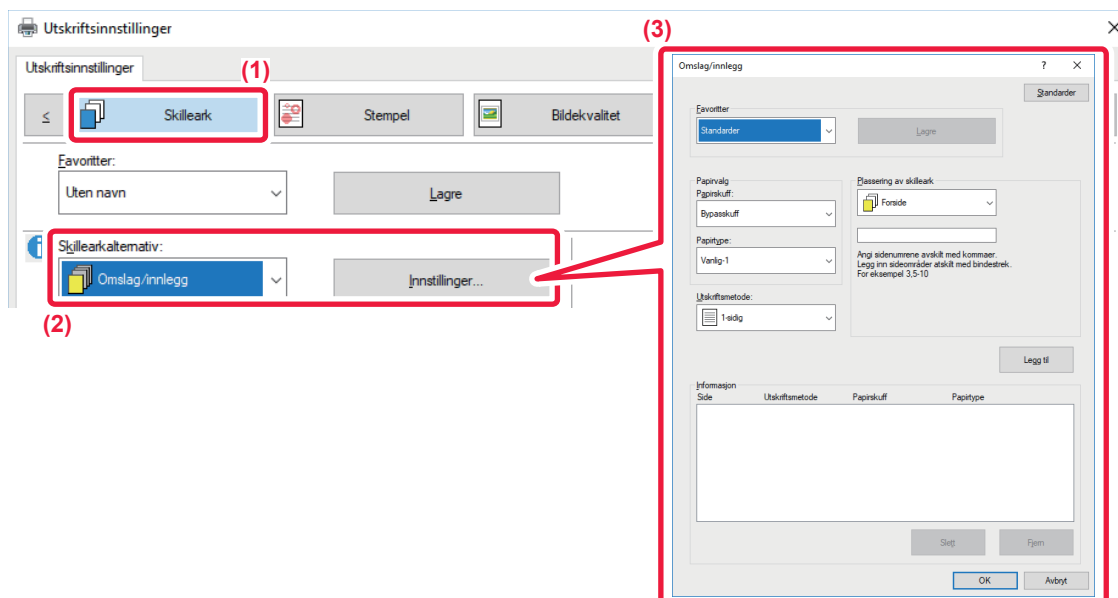 Utskriftsinnstillinger
(3)
Utskriftsinnstillinger
(1)
≤
Skilleark
Stempel
Bildekvalitet
Favoritter:
Uten navn
Lagre
Skillearkalternativ:
Omslag/innlegg
Innstillinger...
(2)
Omslag/innlegg
?
Standarder
Favoritter
Standarder
Lagre
Papirvalg
Papirskuff:
Bypasskuff
Papirtype:
Vanlig-1
Utskriftsmetode:
1-sidig
Plassering av skilleark
Forside
Angi sidenumrene avskilt med kommaer.
Legg inn sideområder atskilt med bindestrek.
For eksempel 3,5-10
Legg til
Informasjon
Side Utskriftsmetode Papirskuff Papirtype
Slett
Fjern
OK
Avbryt